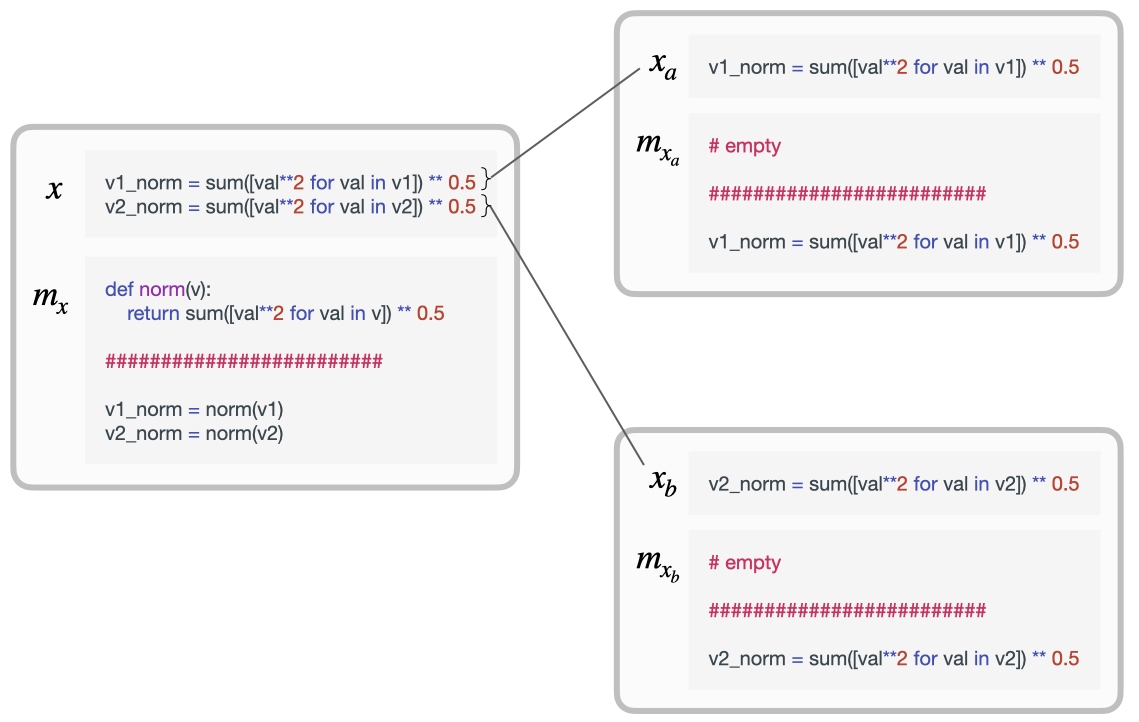 x
v1_norm = sum([val**2 for val in v1]) ** 0.5
v2_norm = sum([val**2 for val in v2]) ** 0.5
m_x
def norm(v):
    return sum([val**2 for val in v]) ** 0.5
#########################
v1_norm = norm(v1)
v2_norm = norm(v2)
x_a
v1_norm = sum([val**2 for val in v1]) ** 0.5
m_{x_a}
# empty
#########################
v1_norm = sum([val**2 for val in v1]) ** 0.5
x_b
v2_norm = sum([val**2 for val in v2]) ** 0.5
m_{x_b}
# empty
#########################
v2_norm = sum([val**2 for val in v2]) ** 0.5